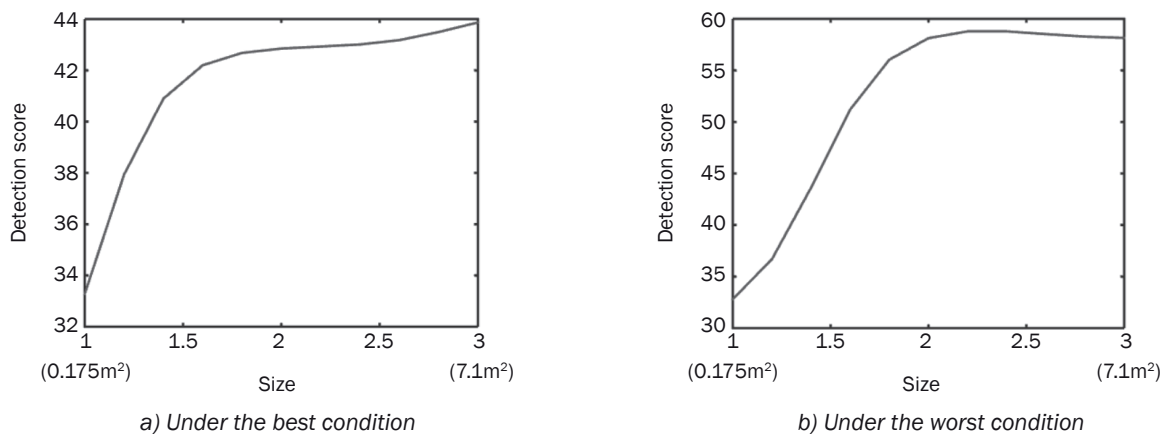 44
42
40
38
36
34
32
Detection score
1
1.5
2
2.5
3
(0.175m²)
(7.1m²)
Size
a) Under the best condition
60
55
50
45
40
35
30
Detection score
1
1.5
2
2.5
3
(0.175m²)
(7.1m²)
Size
b) Under the worst condition